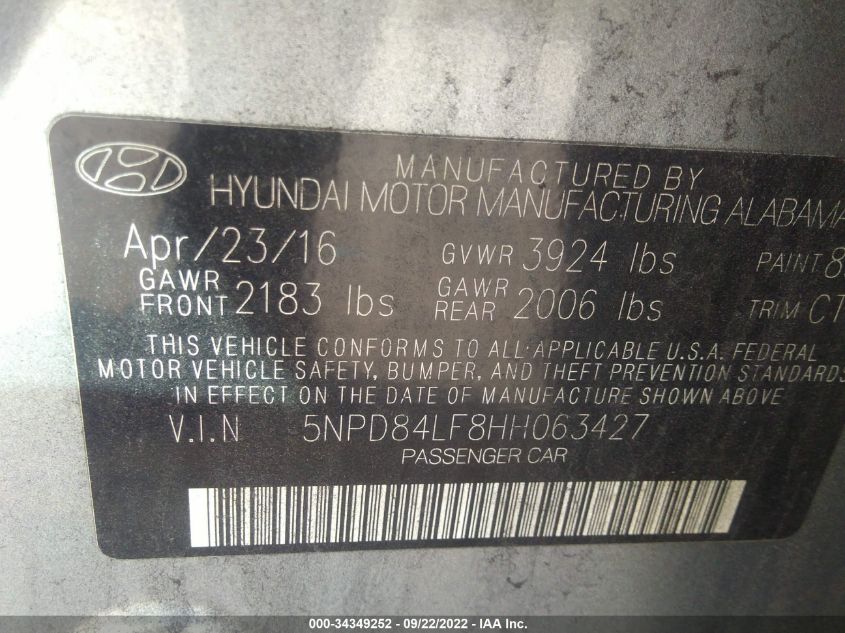 MANUFACTURED BY
HYUNDAI MOTOR MANUFACTURING ALABAMA
Apr/23/16 GVWR 3924 lbs PAINT 8
GAWR FRONT 2183 lbs GAWR REAR 2006 lbs TRIM CT
THIS VEHICLE CONFORMS TO ALL APPLICABLE U.S.A. FEDERAL
MOTOR VEHICLE SAFETY, BUMPER, AND THEFT PREVENTION STANDARDS
IN EFFECT ON THE DATE OF MANUFACTURE SHOWN ABOVE
V.I.N 5NPD84LF8HH063427
PASSENGER CAR
000-34349252 - 09/22/2022 - IAA Inc.